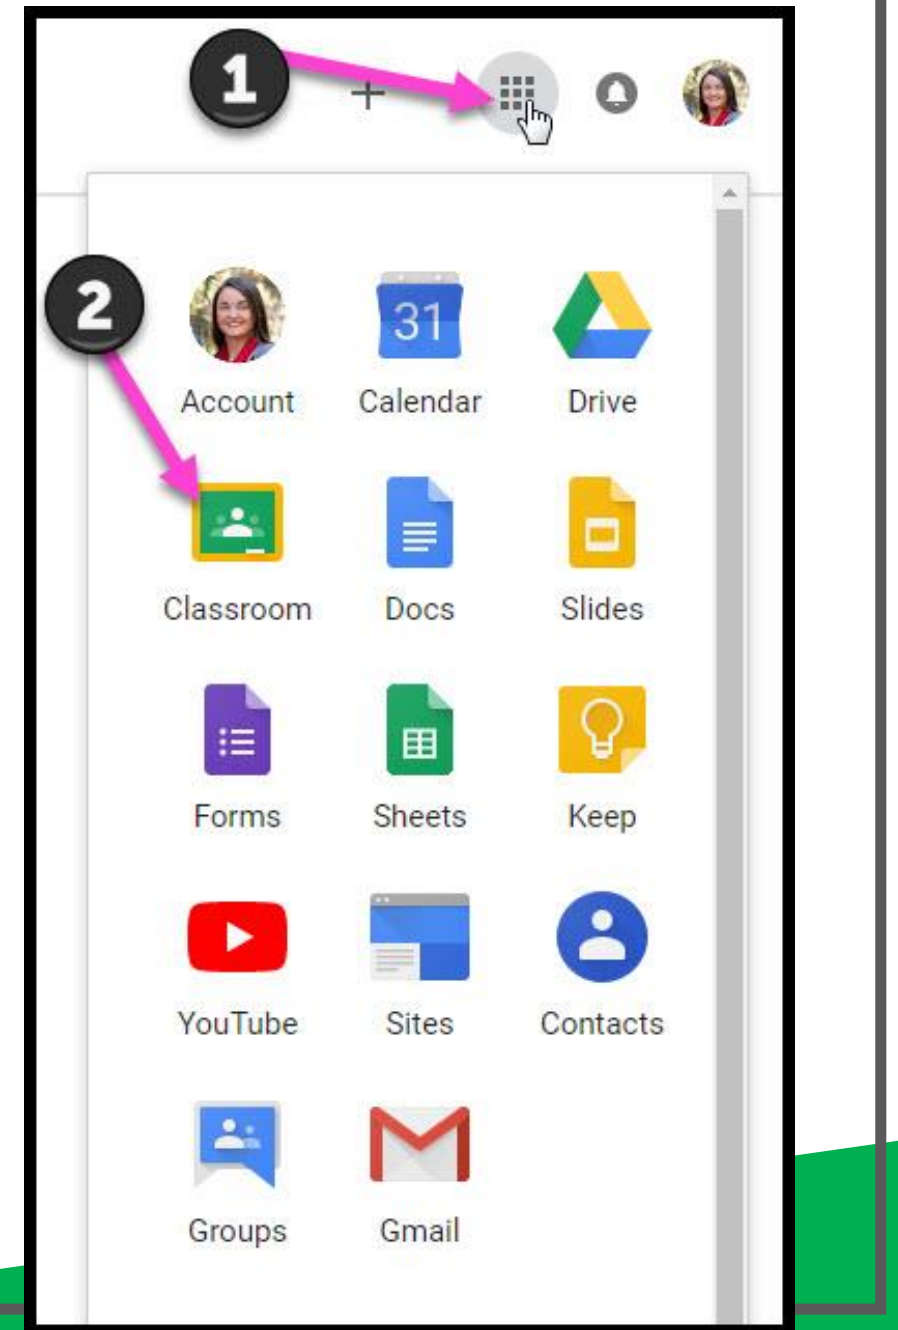 1
2
31
Account Calendar Drive
Classroom Docs Slides
Forms Sheets Keep
YouTube Sites Contacts
Groups Gmail